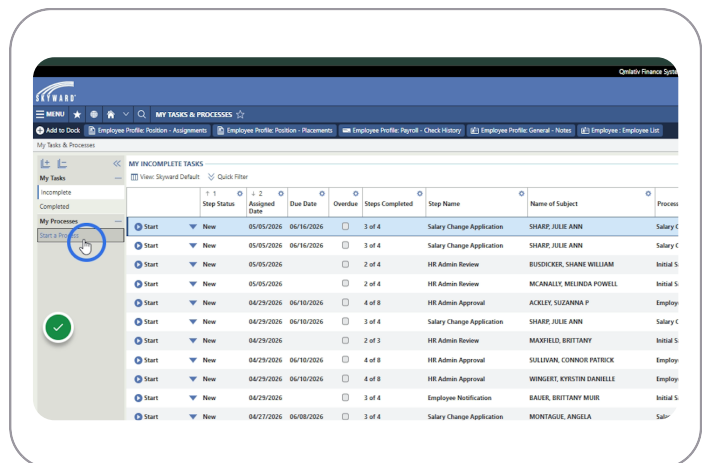 Qmlativ Finance Syste
SKYWARD
MENU MY TASKS & PROCESSES
Add to Dock Employee Profile: Position - Assignments Employee Profile: Position - Placements Employee Profile: Payroll - Check History Employee Profile: General - Notes Employee : Employee List
My Tasks & Processes
My Tasks
Incomplete
Completed
My Processes
Start a Process
MY INCOMPLETE TASKS
View: Skyward Default Quick Filter
↑ 1 Step Status ↓ 2 Assigned Date Due Date Overdue Steps Completed Step Name Name of Subject Process
Start New 05/05/2026 06/16/2026 3 of 4 Salary Change Application SHARP, JULIE ANN Salary C
Start New 05/05/2026 06/16/2026 3 of 4 Salary Change Application SHARP, JULIE ANN Salary C
Start New 05/05/2026 2 of 4 HR Admin Review BUSDICKER, SHANE WILLIAM Initial S
Start New 05/05/2026 2 of 4 HR Admin Review MCANALLY, MELINDA POWELL Initial S
Start New 04/29/2026 06/10/2026 4 of 8 HR Admin Approval ACKLEY, SUZANNA P Employ
Start New 04/29/2026 06/10/2026 3 of 4 Salary Change Application SHARP, JULIE ANN Salary C
Start New 04/29/2026 2 of 3 HR Admin Review MAXFIELD, BRITTANY Initial S
Start New 04/29/2026 06/10/2026 4 of 8 HR Admin Approval SULLIVAN, CONNOR PATRICK Employ
Start New 04/29/2026 06/10/2026 4 of 8 HR Admin Approval WINGERT, KYRSTIN DANIELLE Employ
Start New 04/29/2026 3 of 4 Employee Notification BAUER, BRITTANY MUIR Initial S
Start New 04/27/2026 06/08/2026 3 of 4 Salary Change Application MONTAGUE, ANGELA Sala